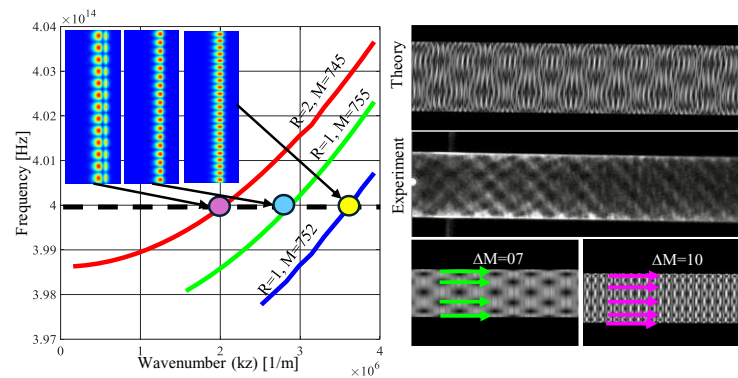 ×10¹⁴
4.04
4.03
4.02
4.01
4
3.99
3.98
3.97
Frequency [Hz]
R=2, M=745
R=1, M=755
R=1, M=752
0
1
2
3
4
Wavenumber (kz) [1/m]
×10⁶
Theory
Experiment
ΔM=07
ΔM=10